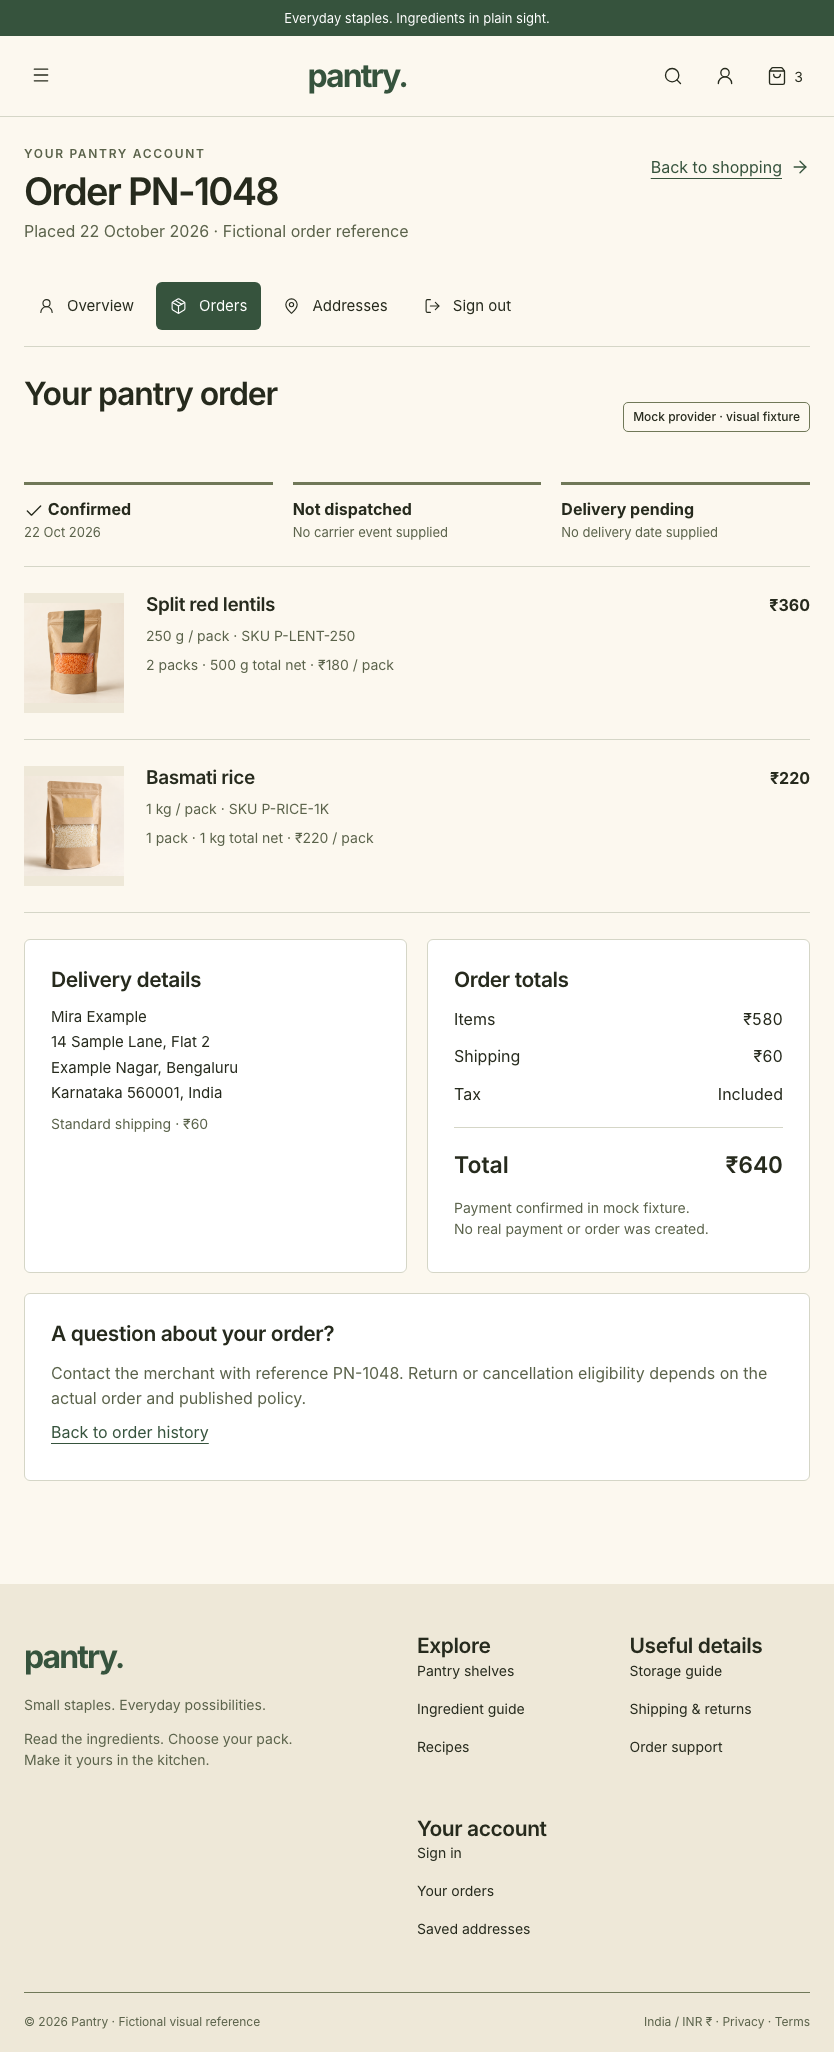 Everyday staples. Ingredients in plain sight.
pantry.
3
YOUR PANTRY ACCOUNT
Order PN-1048
Back to shopping
Placed 22 October 2026 · Fictional order reference
Overview
Orders
Addresses
Sign out
Your pantry order
Mock provider · visual fixture
Confirmed
22 Oct 2026
Not dispatched
No carrier event supplied
Delivery pending
No delivery date supplied
Split red lentils
₹360
250 g / pack · SKU P-LENT-250
2 packs · 500 g total net · ₹180 / pack
Basmati rice
₹220
1 kg / pack · SKU P-RICE-1K
1 pack · 1 kg total net · ₹220 / pack
Delivery details
Mira Example
14 Sample Lane, Flat 2
Example Nagar, Bengaluru
Karnataka 560001, India
Standard shipping · ₹60
Order totals
Items ₹580
Shipping ₹60
Tax Included
Total ₹640
Payment confirmed in mock fixture.
No real payment or order was created.
A question about your order?
Contact the merchant with reference PN-1048. Return or cancellation eligibility depends on the
actual order and published policy.
Back to order history
pantry.
Small staples. Everyday possibilities.
Read the ingredients. Choose your pack.
Make it yours in the kitchen.
Explore
Pantry shelves
Ingredient guide
Recipes
Useful details
Storage guide
Shipping & returns
Order support
Your account
Sign in
Your orders
Saved addresses
© 2026 Pantry · Fictional visual reference
India / INR ₹ · Privacy · Terms